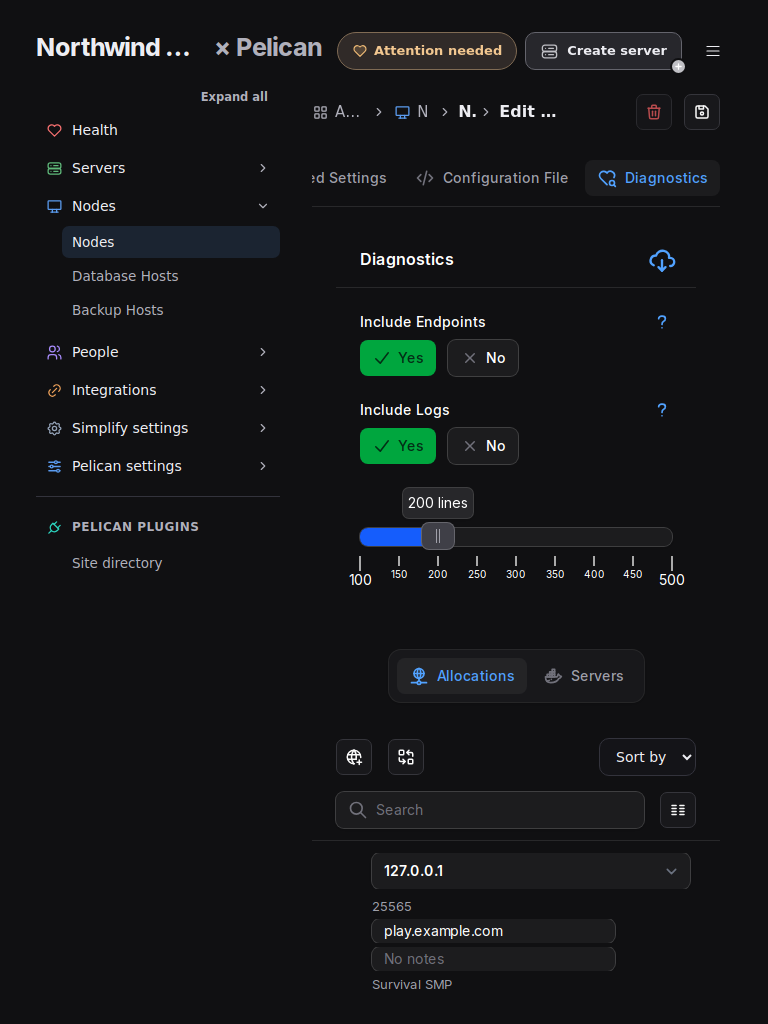 Northwind ... × Pelican
Attention needed
Create server
Expand all
Health
Servers
Nodes
Nodes
Database Hosts
Backup Hosts
People
Integrations
Simplify settings
Pelican settings
PELICAN PLUGINS
Site directory
A... > N > N. > Edit ...
ed Settings
Configuration File
Diagnostics
Diagnostics
Include Endpoints ?
Yes No
Include Logs ?
Yes No
200 lines
100 150 200 250 300 350 400 450 500
Allocations Servers
Sort by
Search
127.0.0.1
25565
play.example.com
No notes
Survival SMP